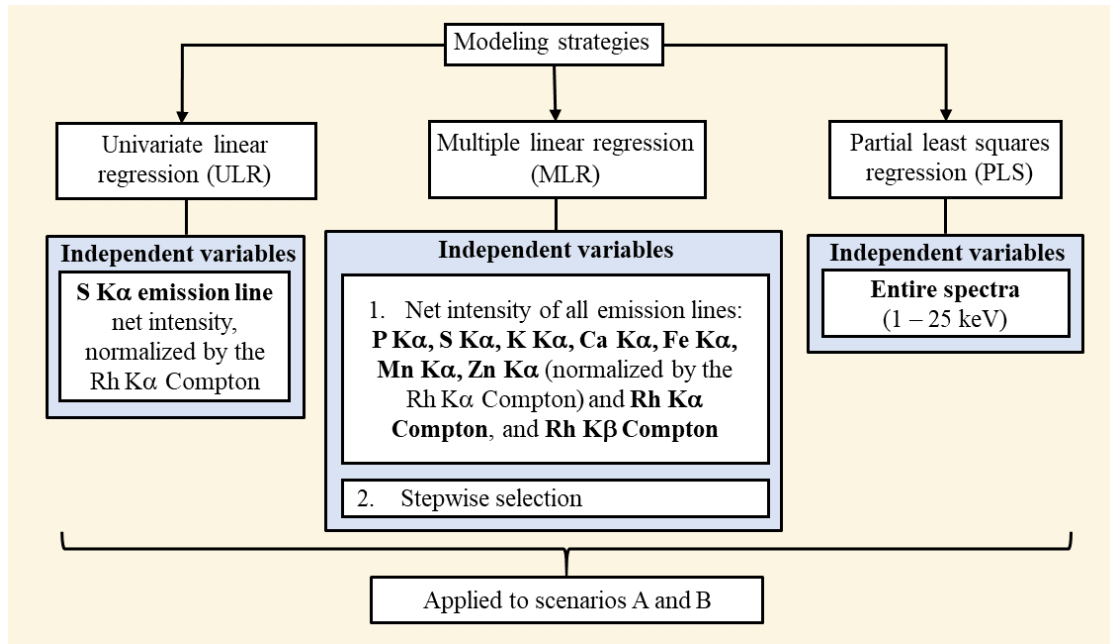 Modeling strategies
Univariate linear
regression (ULR)
Multiple linear regression
(MLR)
Partial least squares
regression (PLS)
Independent variables
S Kα emission line
net intensity,
normalized by the
Rh Kα Compton
Independent variables
1. Net intensity of all emission lines:
P Kα, S Kα, K Kα, Ca Kα, Fe Kα,
Mn Kα, Zn Kα (normalized by the
Rh Kα Compton) and Rh Kα
Compton, and Rh Kβ Compton
2. Stepwise selection
Independent variables
Entire spectra
(1 – 25 keV)
Applied to scenarios A and B